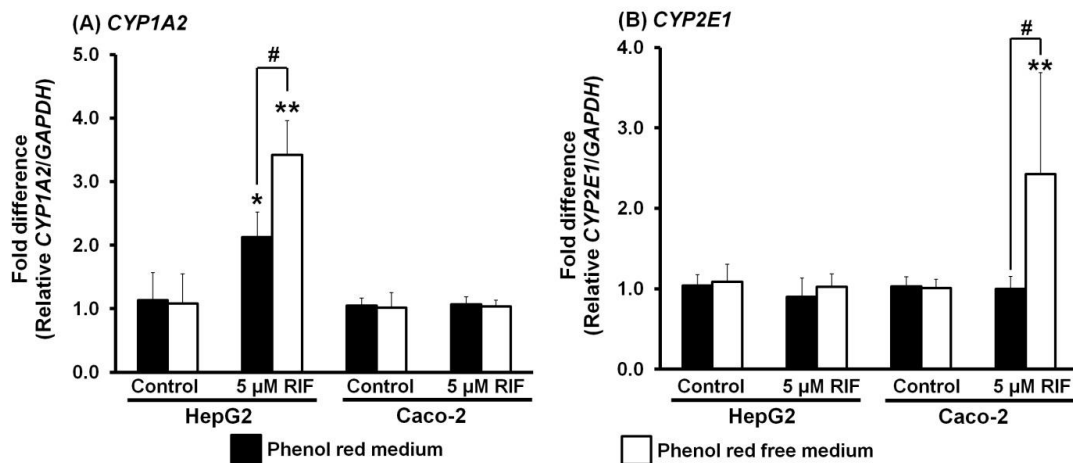 (A) CYP1A2
Fold difference
(Relative CYP1A2/GAPDH)
5.0
4.0
3.0
2.0
1.0
0.0
*
#
**
Control
5 µM RIF
Control
5 µM RIF
HepG2
Caco-2
(B) CYP2E1
Fold difference
(Relative CYP2E1/GAPDH)
4.0
3.0
2.0
1.0
0.0
#
**
Control
5 µM RIF
Control
5 µM RIF
HepG2
Caco-2
Phenol red medium
Phenol red free medium